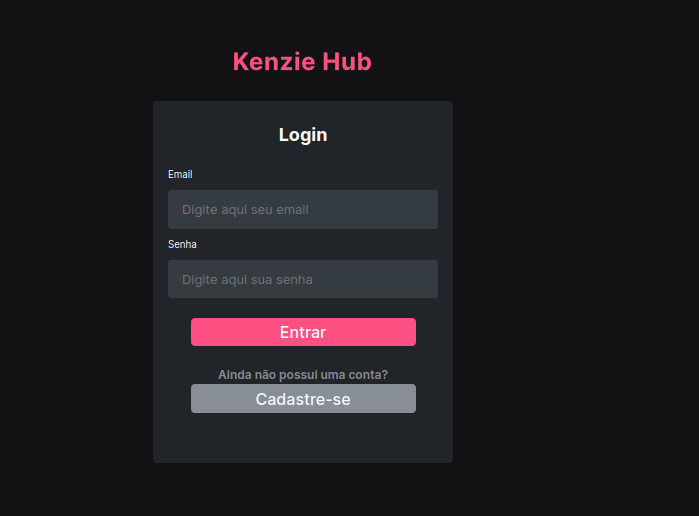 Kenzie Hub
Login
Email
Digite aqui seu email
Senha
Digite aqui sua senha
Entrar
Ainda não possui uma conta?
Cadastre-se